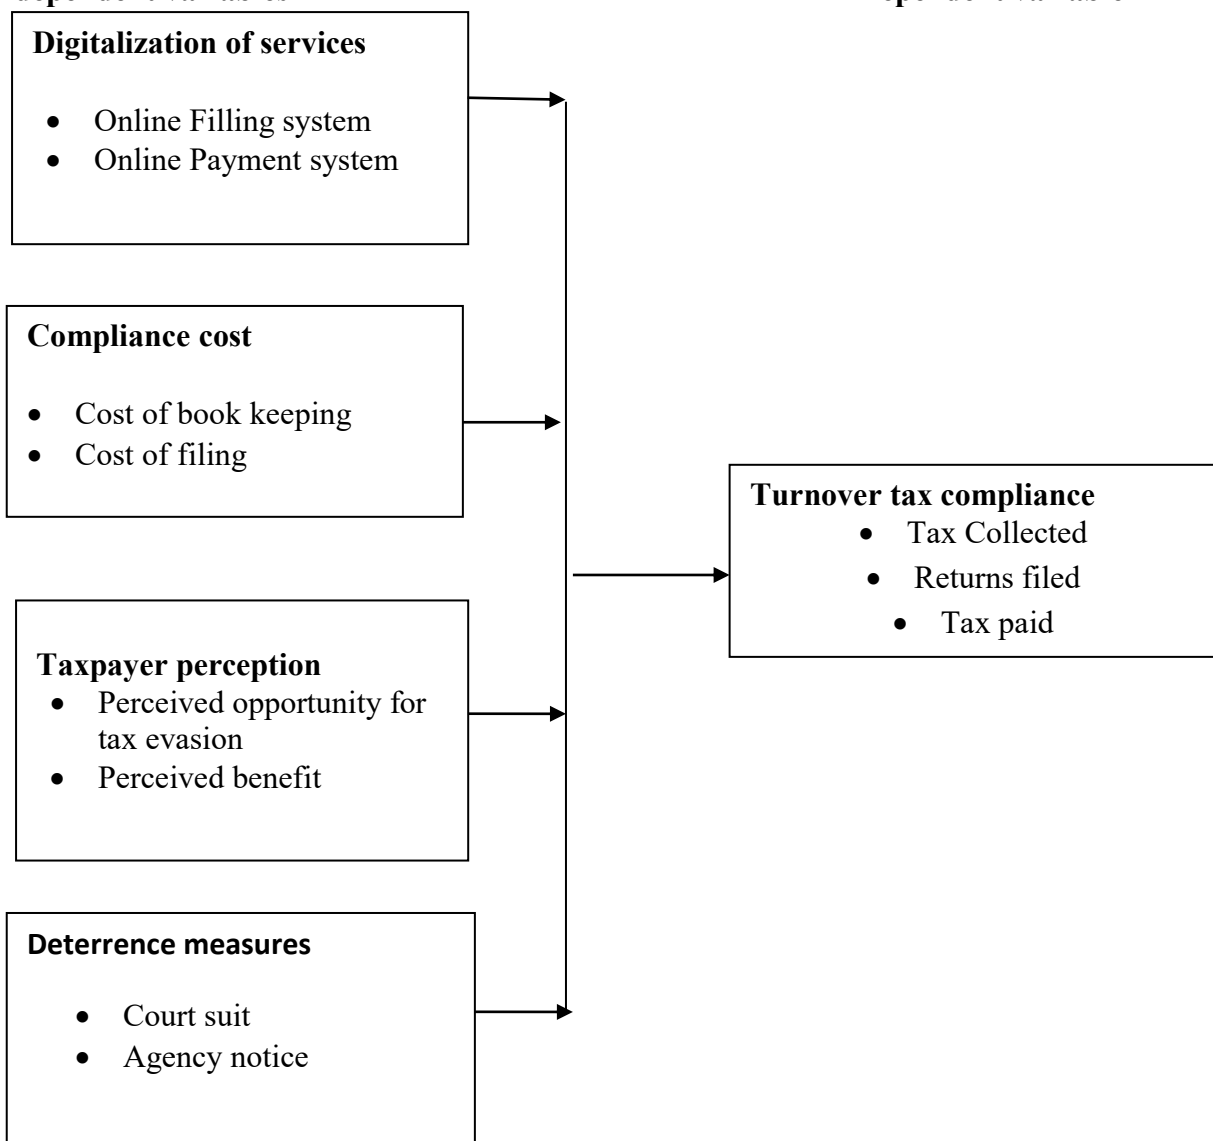 Digitalization of services
• Online Filling system
• Online Payment system
Compliance cost
• Cost of book keeping
• Cost of filing
Turnover tax compliance
• Tax Collected
• Returns filed
• Tax paid
Taxpayer perception
• Perceived opportunity for
tax evasion
• Perceived benefit
Deterrence measures
• Court suit
• Agency notice